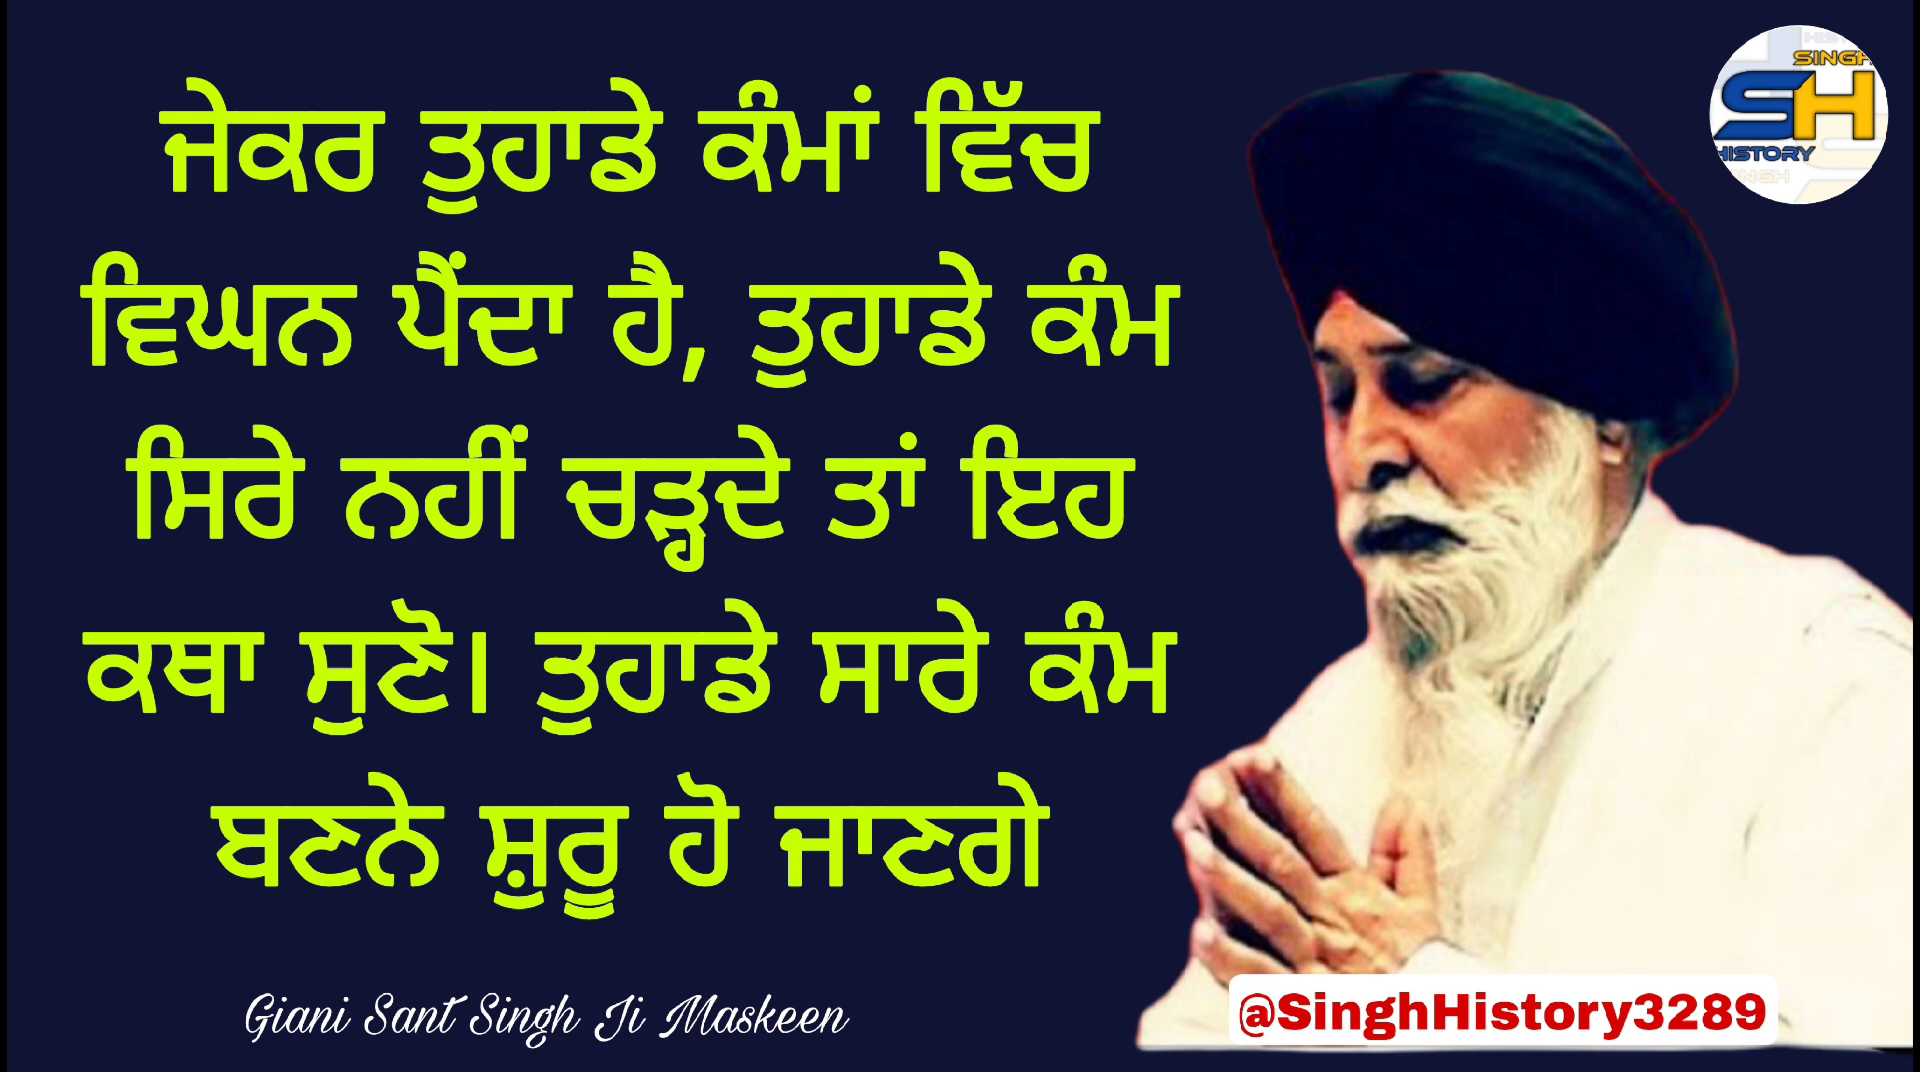 ਜੇਕਰ ਤੁਹਾਡੇ ਕੰਮਾਂ ਵਿੱਚ
ਵਿਘਨ ਪੈਂਦਾ ਹੈ, ਤੁਹਾਡੇ ਕੰਮ
ਸਿਰੇ ਨਹੀਂ ਚੜ੍ਹਦੇ ਤਾਂ ਇਹ
ਕਥਾ ਸੁਣੋ। ਤੁਹਾਡੇ ਸਾਰੇ ਕੰਮ
ਬਣਨੇ ਸ਼ੁਰੂ ਹੋ ਜਾਣਗੇ
Giani Sant Singh Ji Maskeen
@SinghHistory3289
SINGH
SH
HISTORY